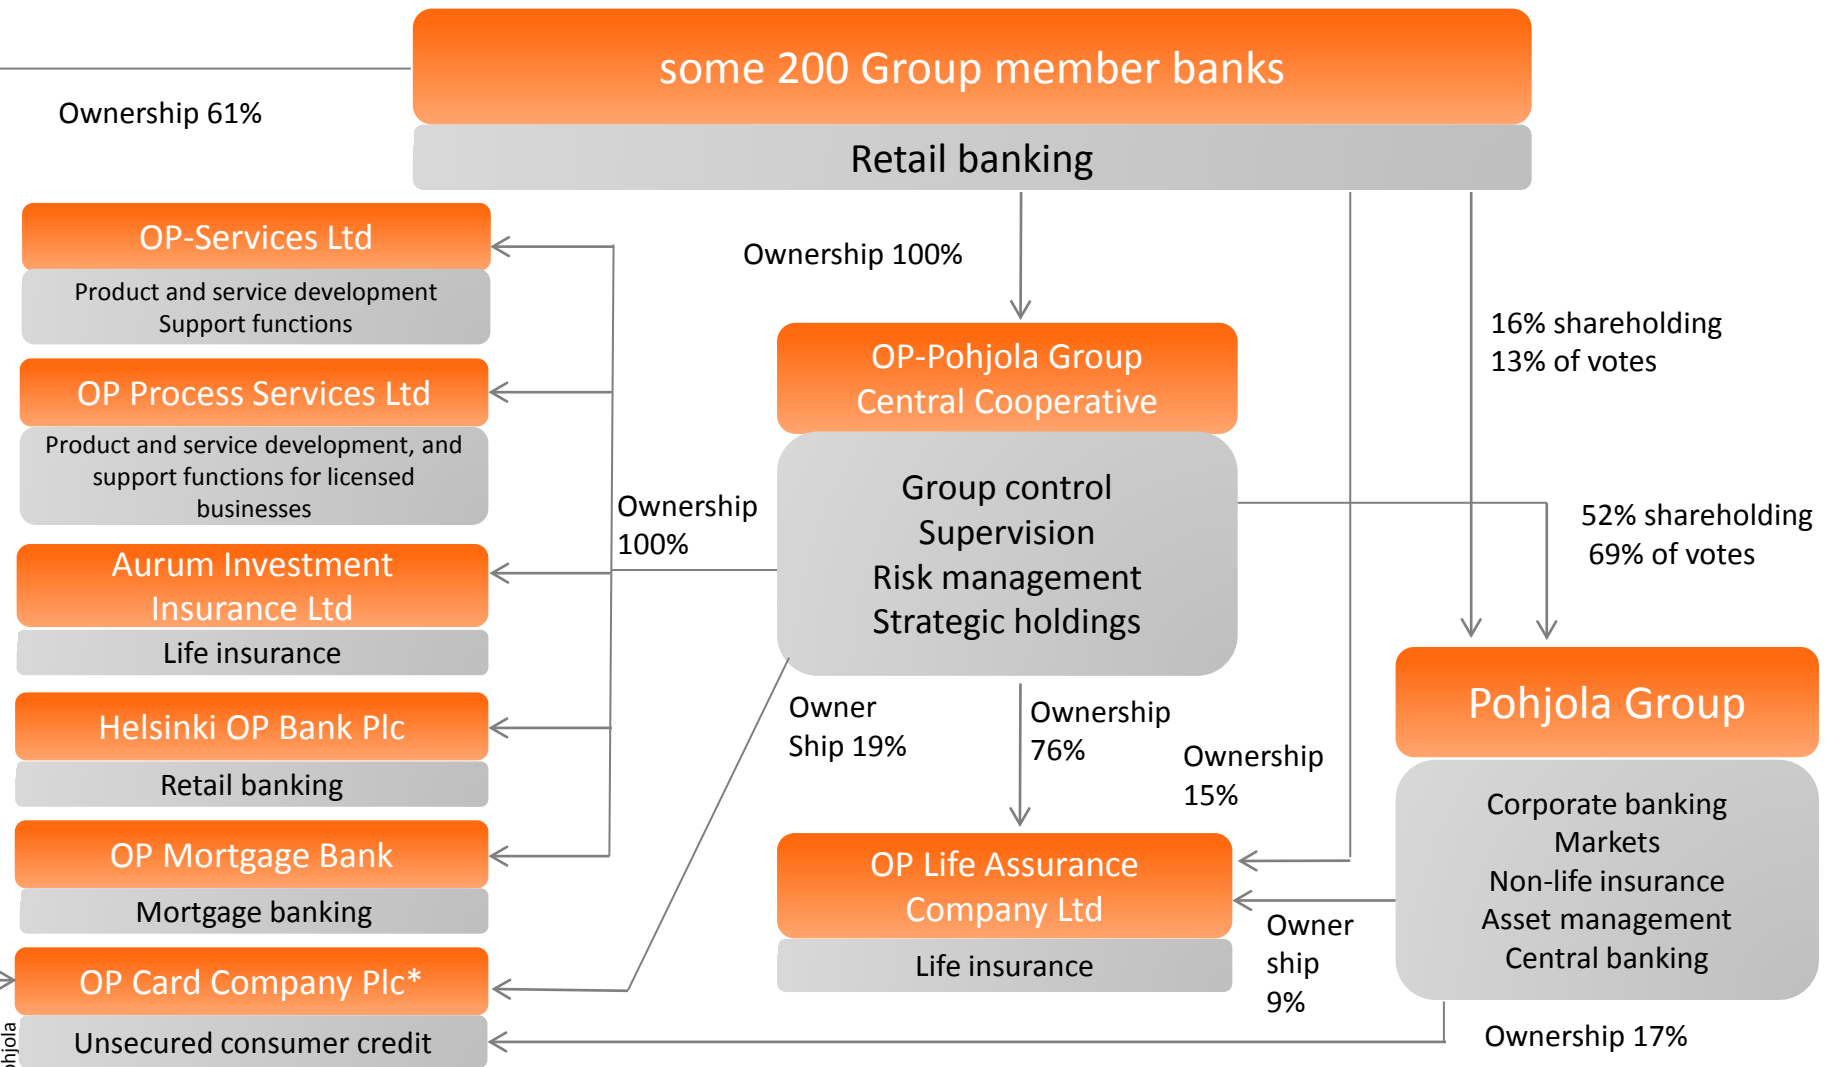 some 200 Group member banks
Retail banking
Ownership 61%
OP-Services Ltd
Product and service development
Support functions
OP Process Services Ltd
Product and service development, and
support functions for licensed
businesses
Aurum Investment
Insurance Ltd
Life insurance
Helsinki OP Bank Plc
Retail banking
OP Mortgage Bank
Mortgage banking
OP Card Company Plc*
Unsecured consumer credit
Ownership
100%
Ownership 100%
OP-Pohjola Group
Central Cooperative
Group control
Supervision
Risk management
Strategic holdings
Owner
Ship 19%
Ownership
76%
Ownership
15%
OP Life Assurance
Company Ltd
Life insurance
Owner
ship
9%
16% shareholding
13% of votes
52% shareholding
69% of votes
Pohjola Group
Corporate banking
Markets
Non-life insurance
Asset management
Central banking
Ownership 17%